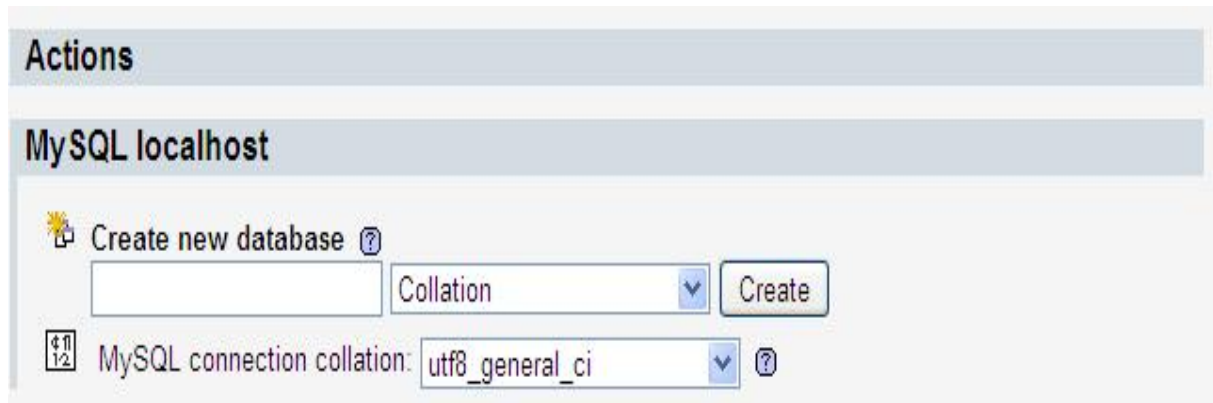 Actions
MySQL localhost
Create new database
Collation Create
MySQL connection collation: utf8_general_ci